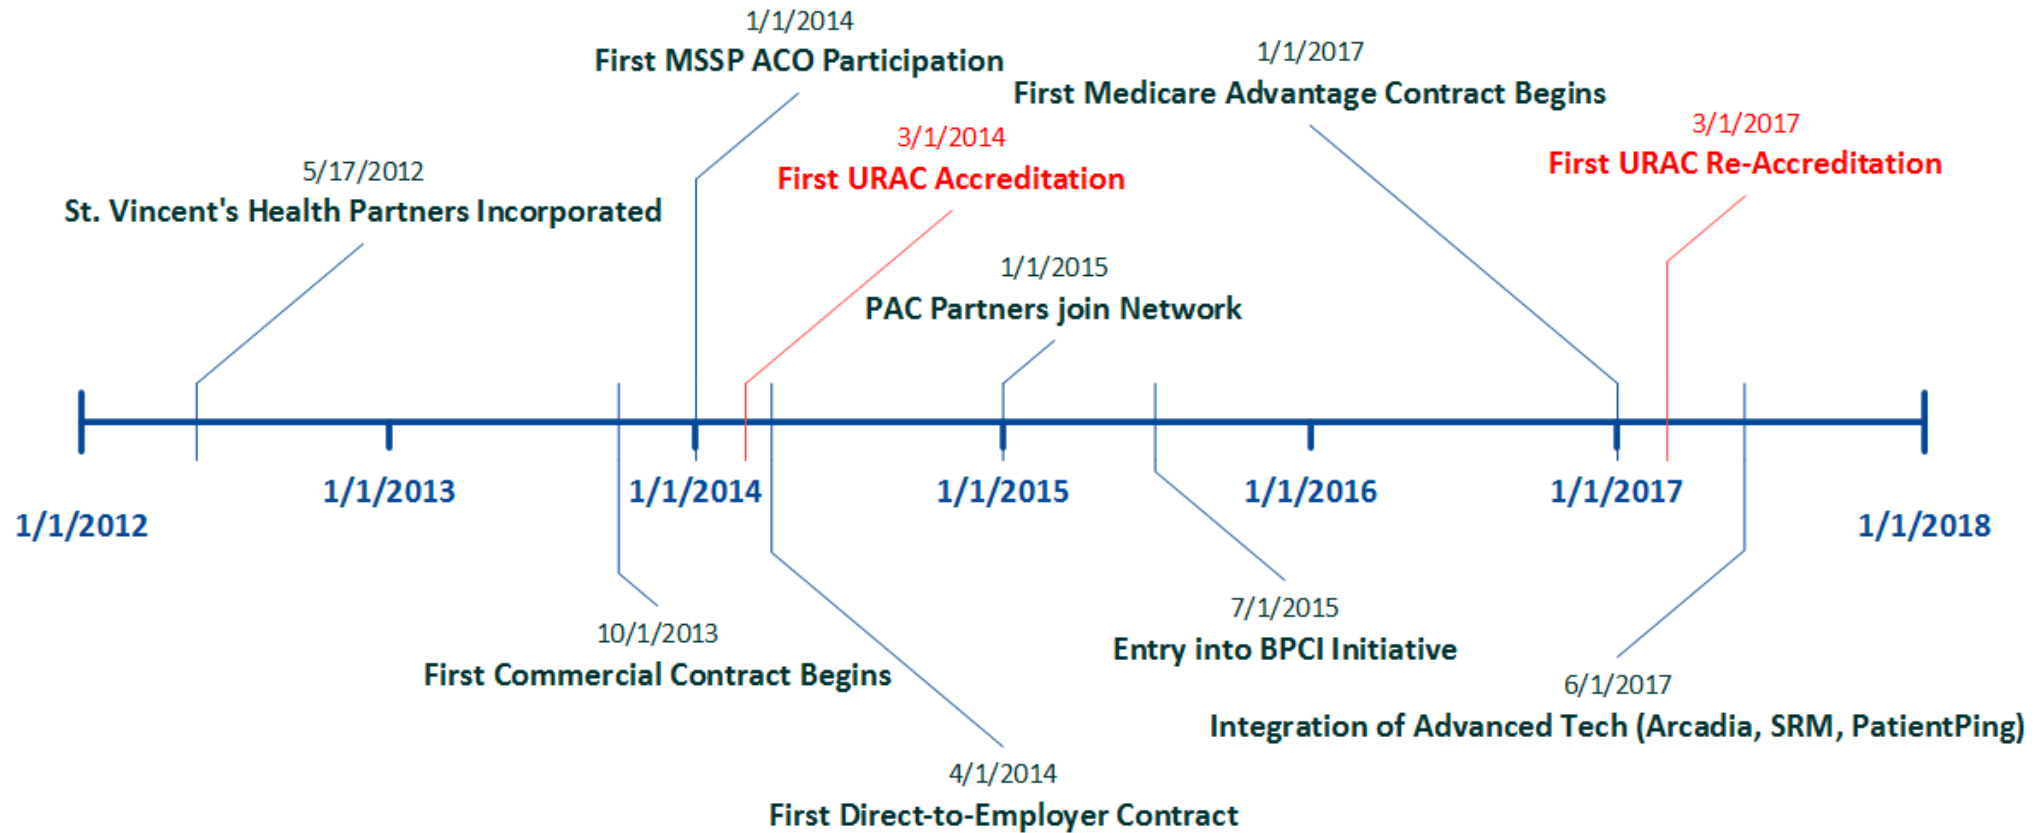 1/1/2014
First MSSP ACO Participation
1/1/2017
First Medicare Advantage Contract Begins
3/1/2014
First URAC Accreditation
3/1/2017
First URAC Re-Accreditation
5/17/2012
St. Vincent's Health Partners Incorporated
1/1/2015
PAC Partners join Network
1/1/2012
1/1/2013
1/1/2014
1/1/2015
1/1/2016
1/1/2017
1/1/2018
10/1/2013
First Commercial Contract Begins
7/1/2015
Entry into BPCI Initiative
6/1/2017
Integration of Advanced Tech (Arcadia, SRM, PatientPing)
4/1/2014
First Direct-to-Employer Contract